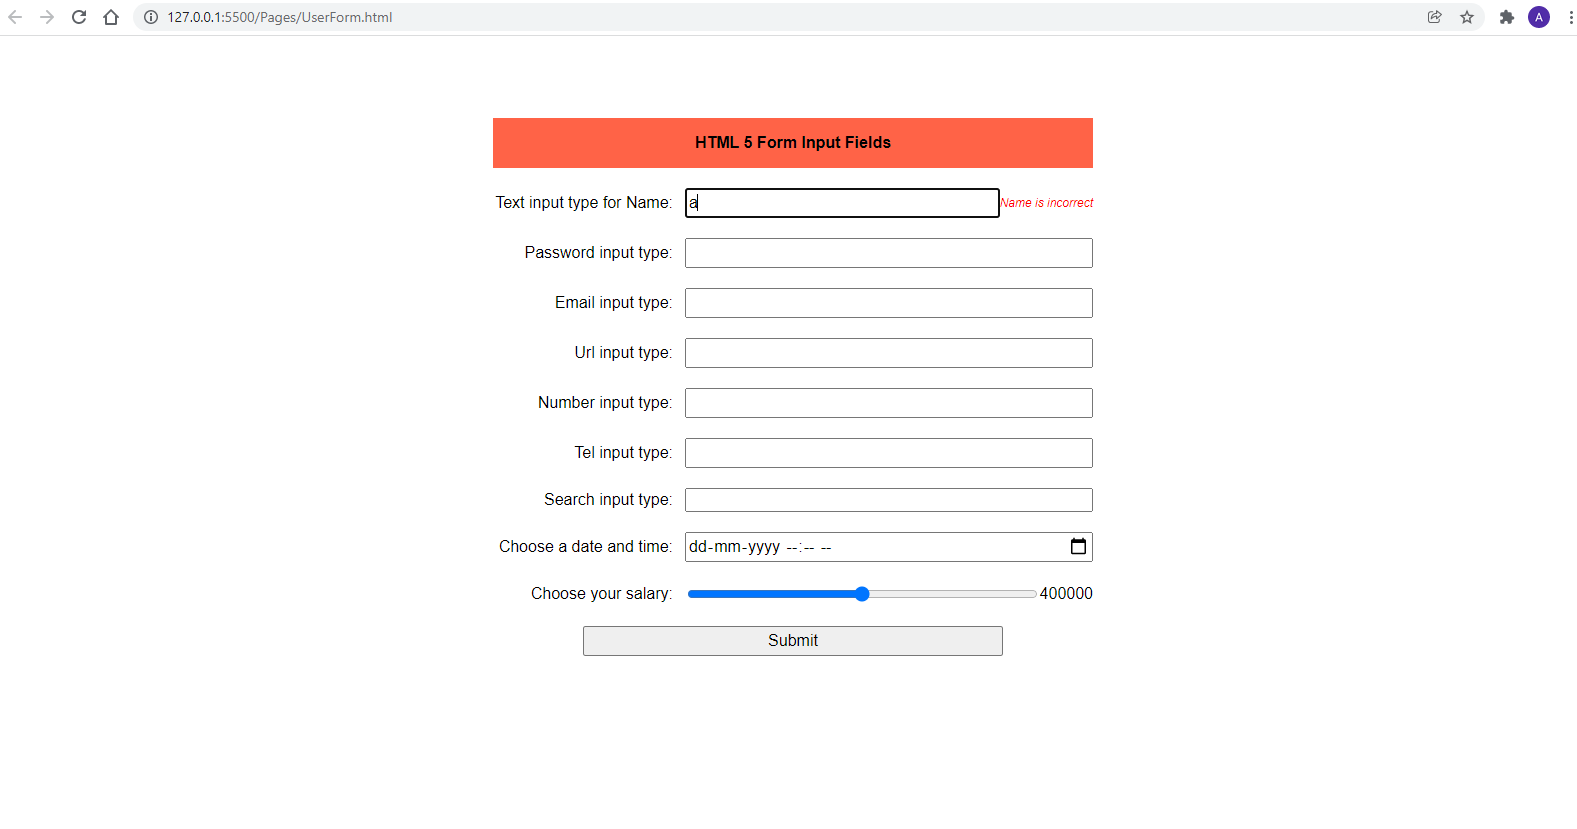 127.0.0.1:5500/Pages/UserForm.html
A
HTML 5 Form Input Fields
Text input type for Name: a Name is incorrect
Password input type:
Email input type:
Url input type:
Number input type:
Tel input type:
Search input type:
Choose a date and time: dd-mm-yyyy --:-- --
Choose your salary: 400000
Submit